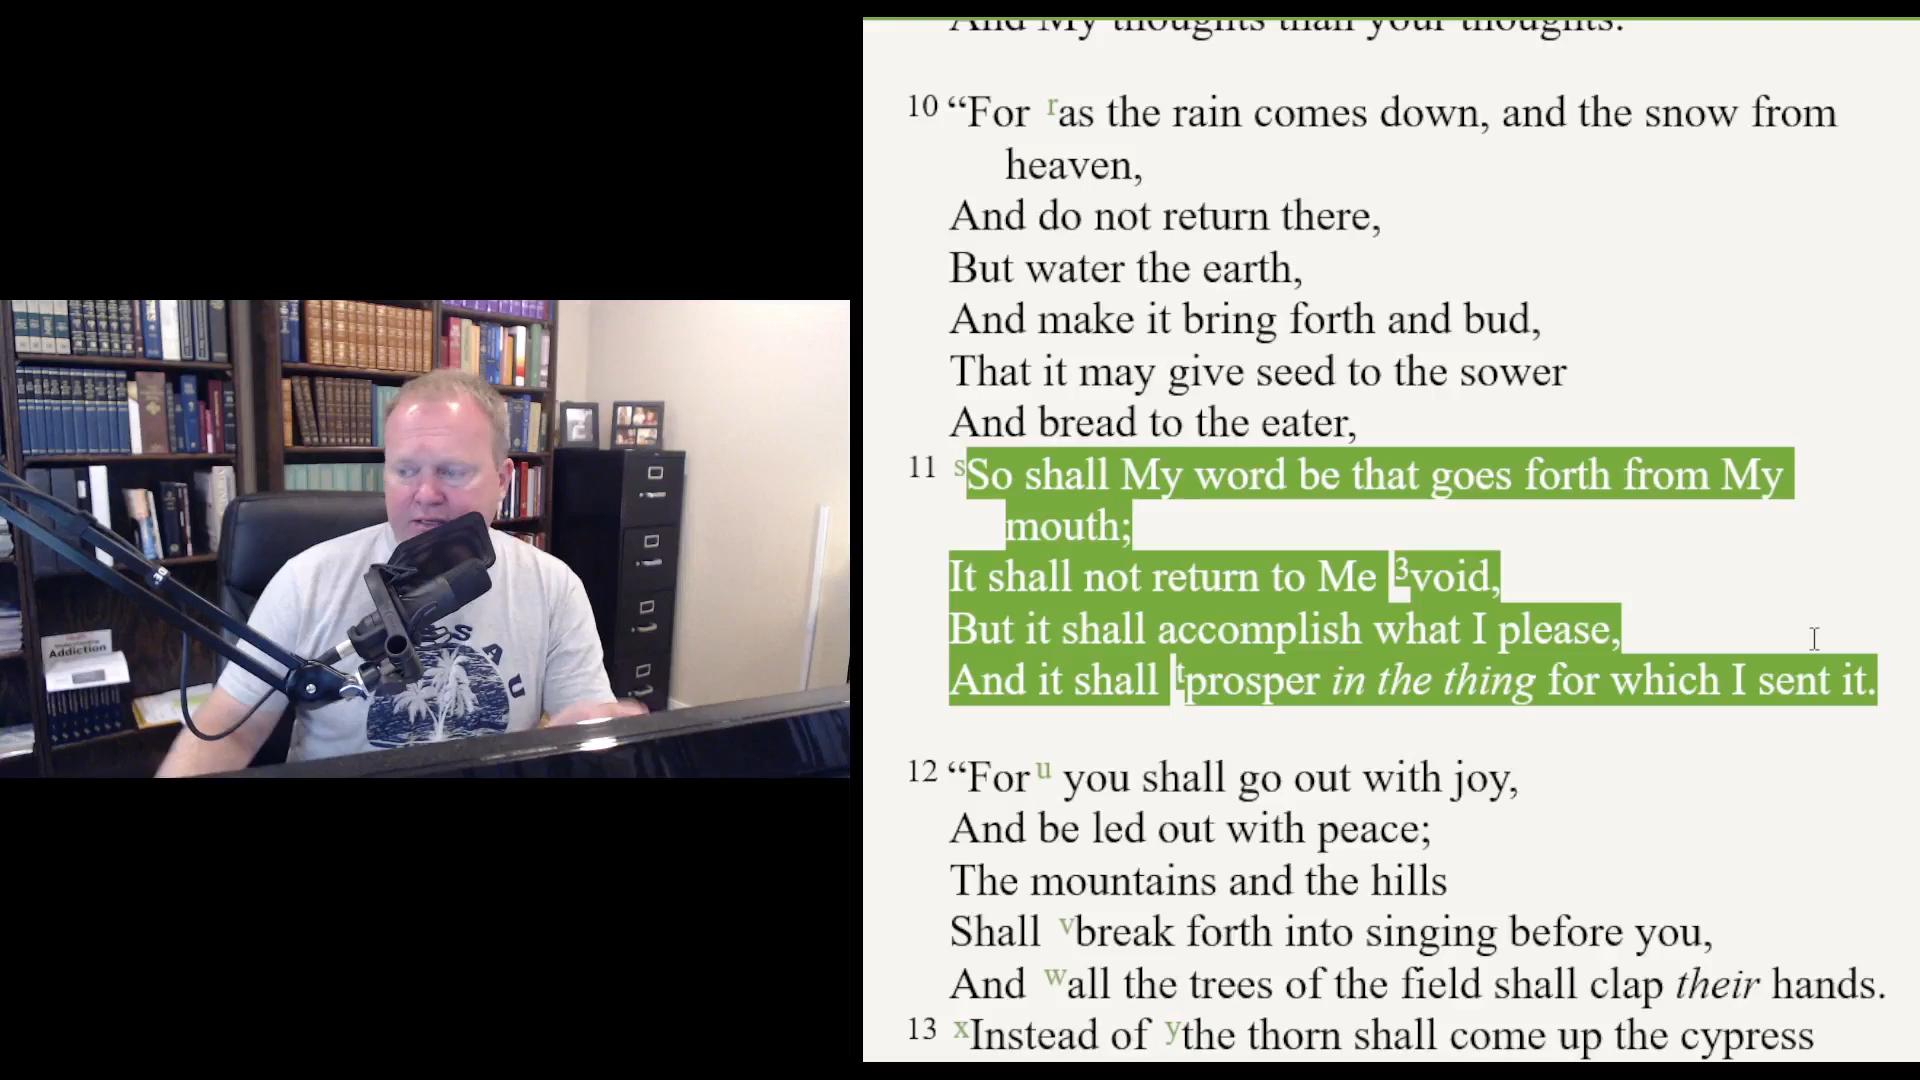 And My thoughts than your thoughts.
10 “For ras the rain comes down, and the snow from
heaven,
And do not return there,
But water the earth,
And make it bring forth and bud,
That it may give seed to the sower
And bread to the eater,
11 sSo shall My word be that goes forth from My
mouth;
It shall not return to Me 3void,
But it shall accomplish what I please,
And it shall tprosper in the thing for which I sent it.
12 “For u you shall go out with joy,
And be led out with peace;
The mountains and the hills
Shall vbreak forth into singing before you,
And wall the trees of the field shall clap their hands.
13 xInstead of ythe thorn shall come up the cypress
Addiction